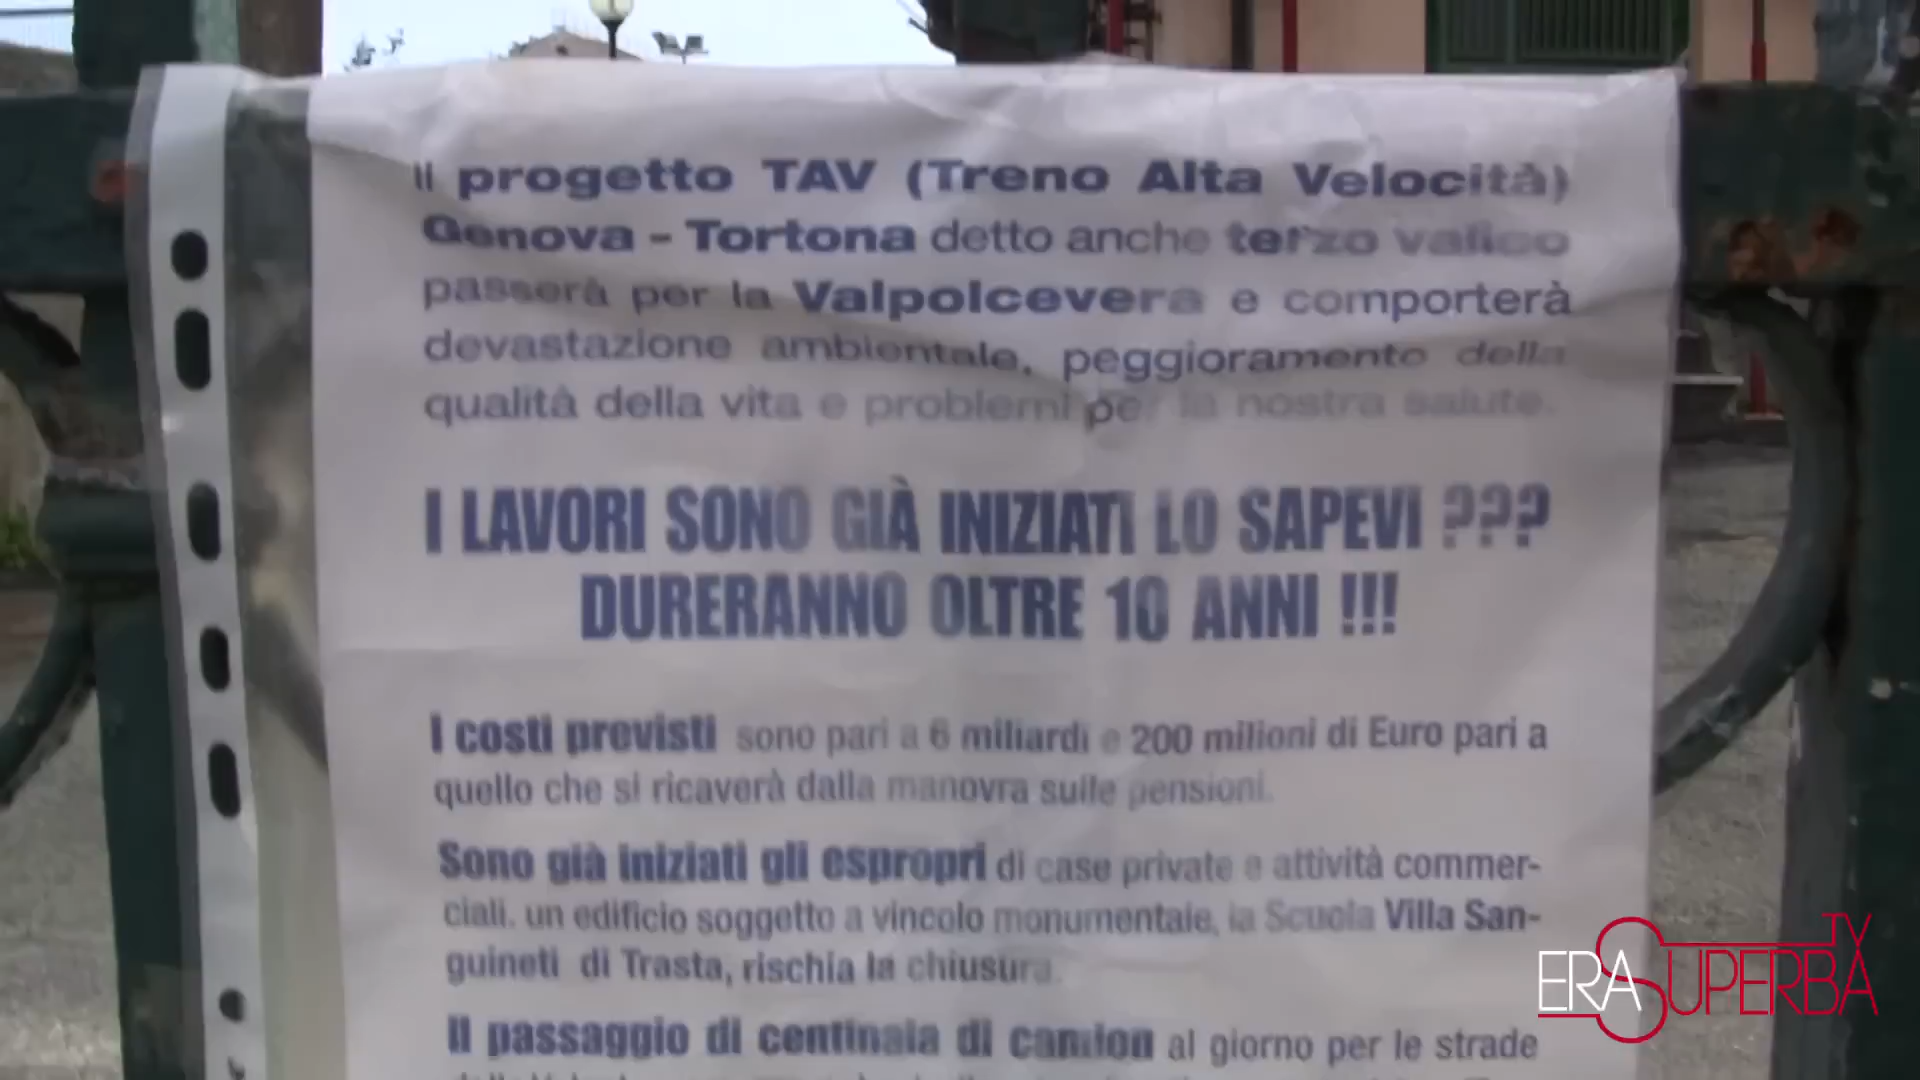 Il progetto TAV (Treno Alta Velocità)
Genova - Tortona detto anche terzo valico
passerà per la Valpolcevera e comporterà
devastazione ambientale, peggioramento della
qualità della vita e problemi per la nostra salute.
I LAVORI SONO GIÀ INIZIATI LO SAPEVI ???
DURERANNO OLTRE 10 ANNI !!!
I costi previsti sono pari a 6 miliardi e 200 milioni di Euro pari a
quello che si ricaverà dalla manovra sulle pensioni.
Sono già iniziati gli espropri di case private e attività commer-
ciali. un edificio soggetto a vincolo monumentale, la Scuola Villa San-
guineti di Trasta, rischia la chiusura.
Il passaggio di centinaia di camion al giorno per le strade
ERA SUPERBA TV